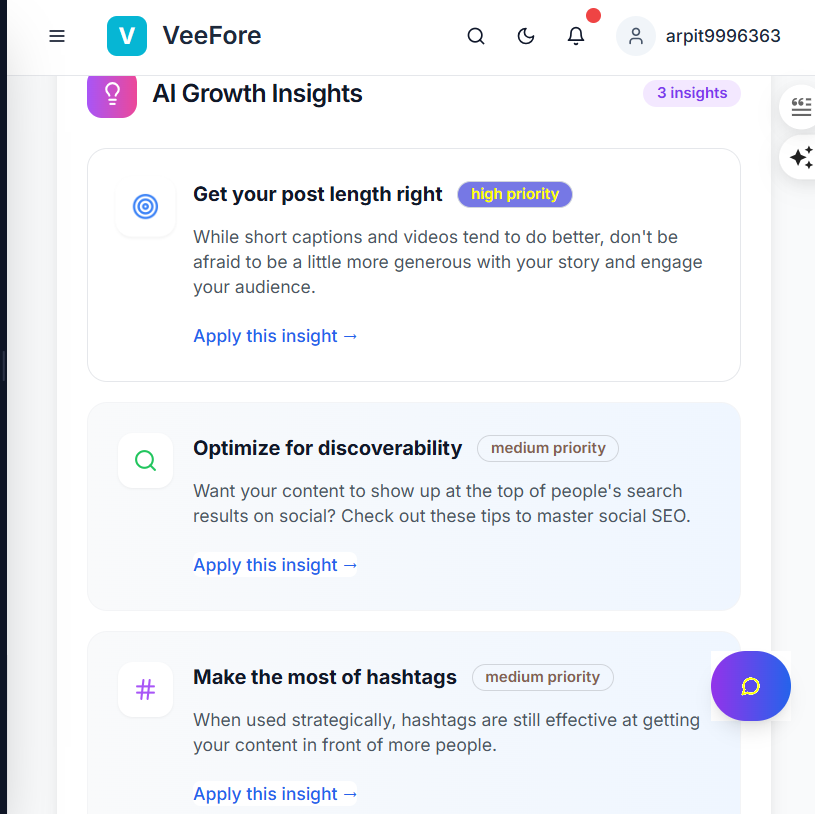 V VeeFore arpit9996363
AI Growth Insights 3 insights
Get your post length right high priority
While short captions and videos tend to do better, don't be
afraid to be a little more generous with your story and engage
your audience.
Apply this insight →
Optimize for discoverability medium priority
Want your content to show up at the top of people's search
results on social? Check out these tips to master social SEO.
Apply this insight →
# Make the most of hashtags medium priority
When used strategically, hashtags are still effective at getting
your content in front of more people.
Apply this insight →